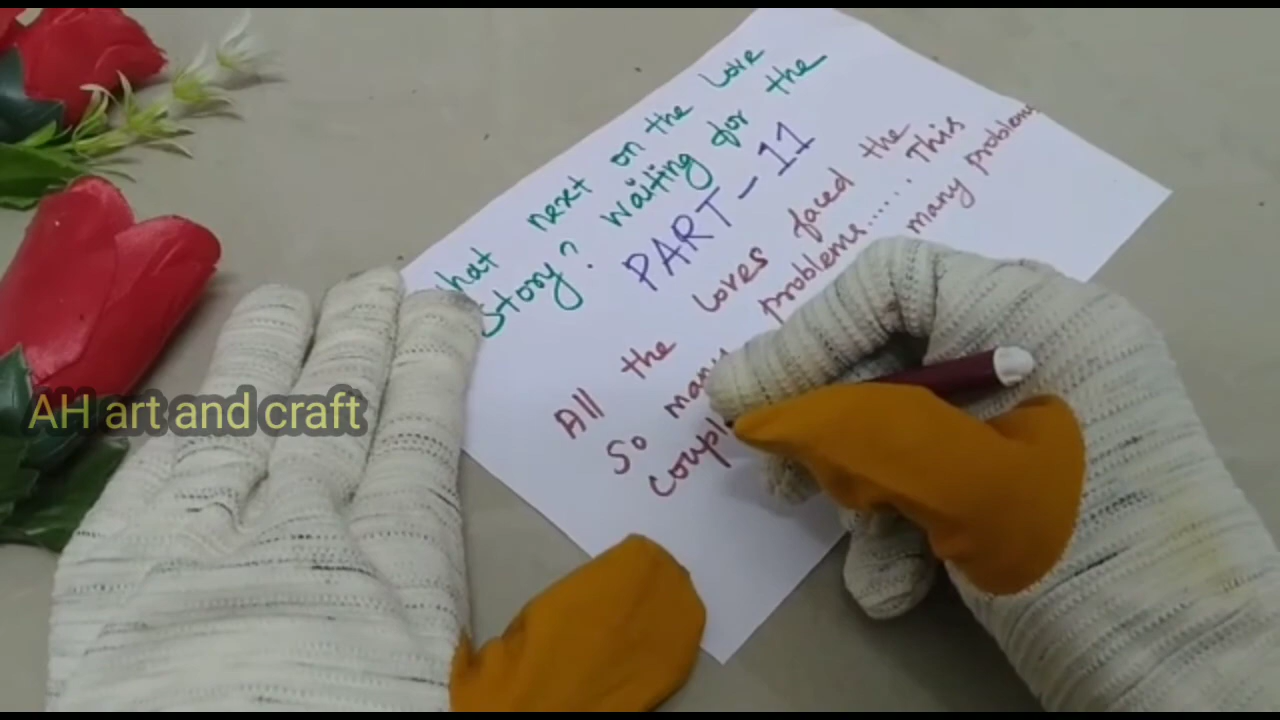 hat next on the love
story? waiting for the
PART-11
All the loves faced the
so many problems..... This
coupl many problems
AH art and craft